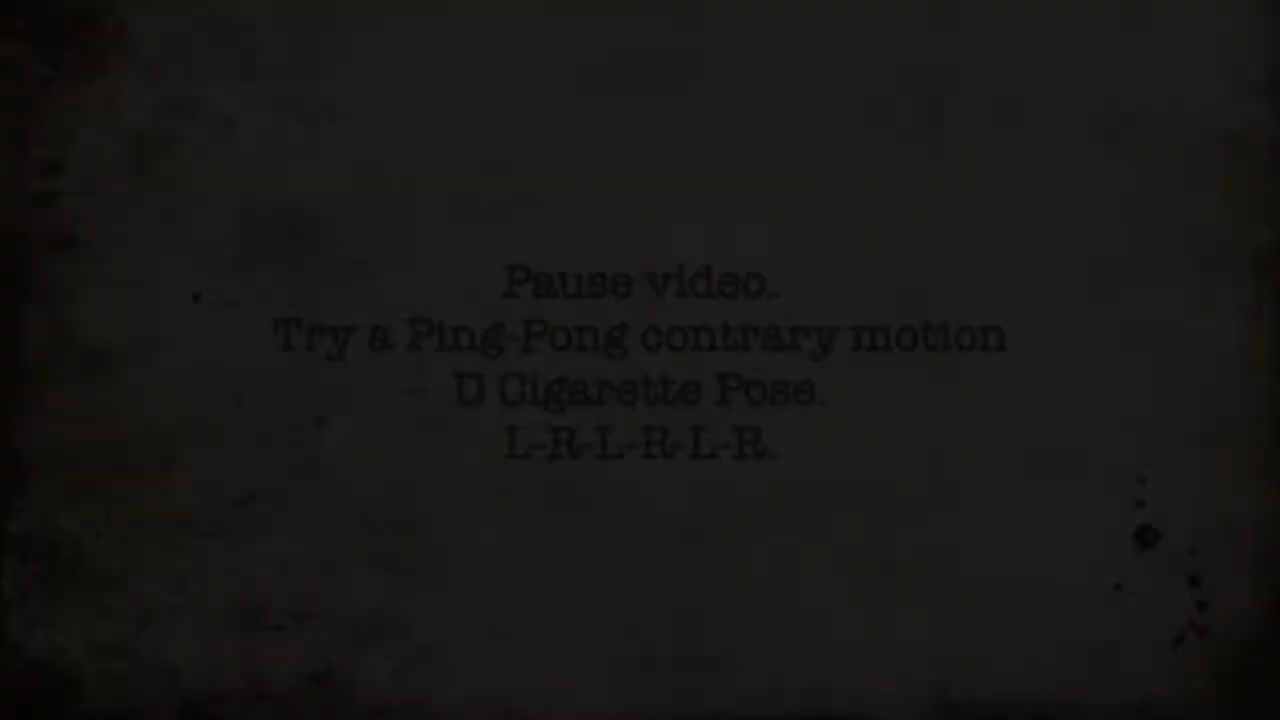 Pause video.
Try a Ping-Pong contrary motion
D Cigarette Pose.
L-R-L-R-L-R.